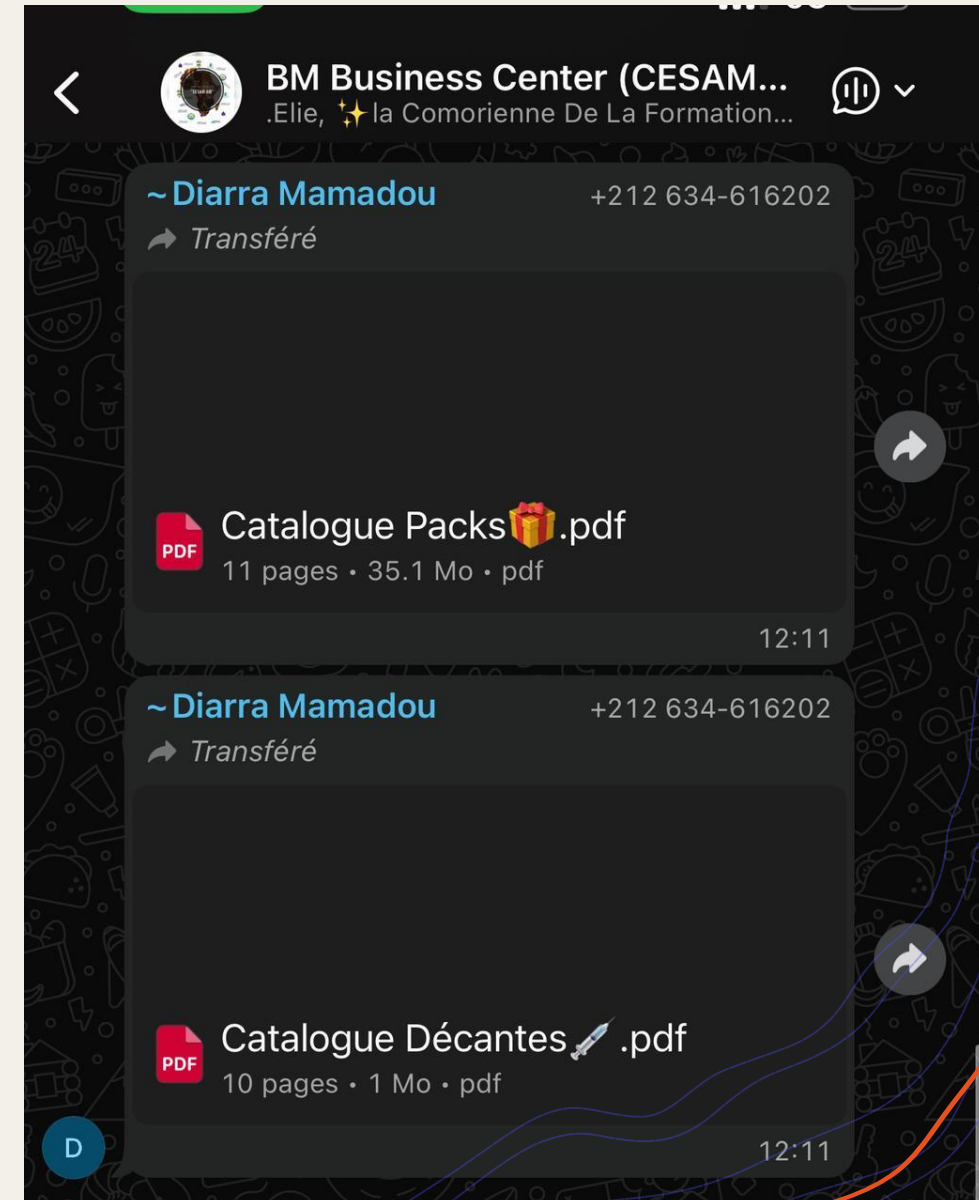 BM Business Center (CESAM...
.Elie, ✨la Comorienne De La Formation...
~Diarra Mamadou +212 634-616202
Transféré
PDF
Catalogue Packs🎁.pdf
11 pages • 35.1 Mo • pdf
12:11
~Diarra Mamadou +212 634-616202
Transféré
PDF
Catalogue Décantes💉 .pdf
10 pages • 1 Mo • pdf
D
12:11